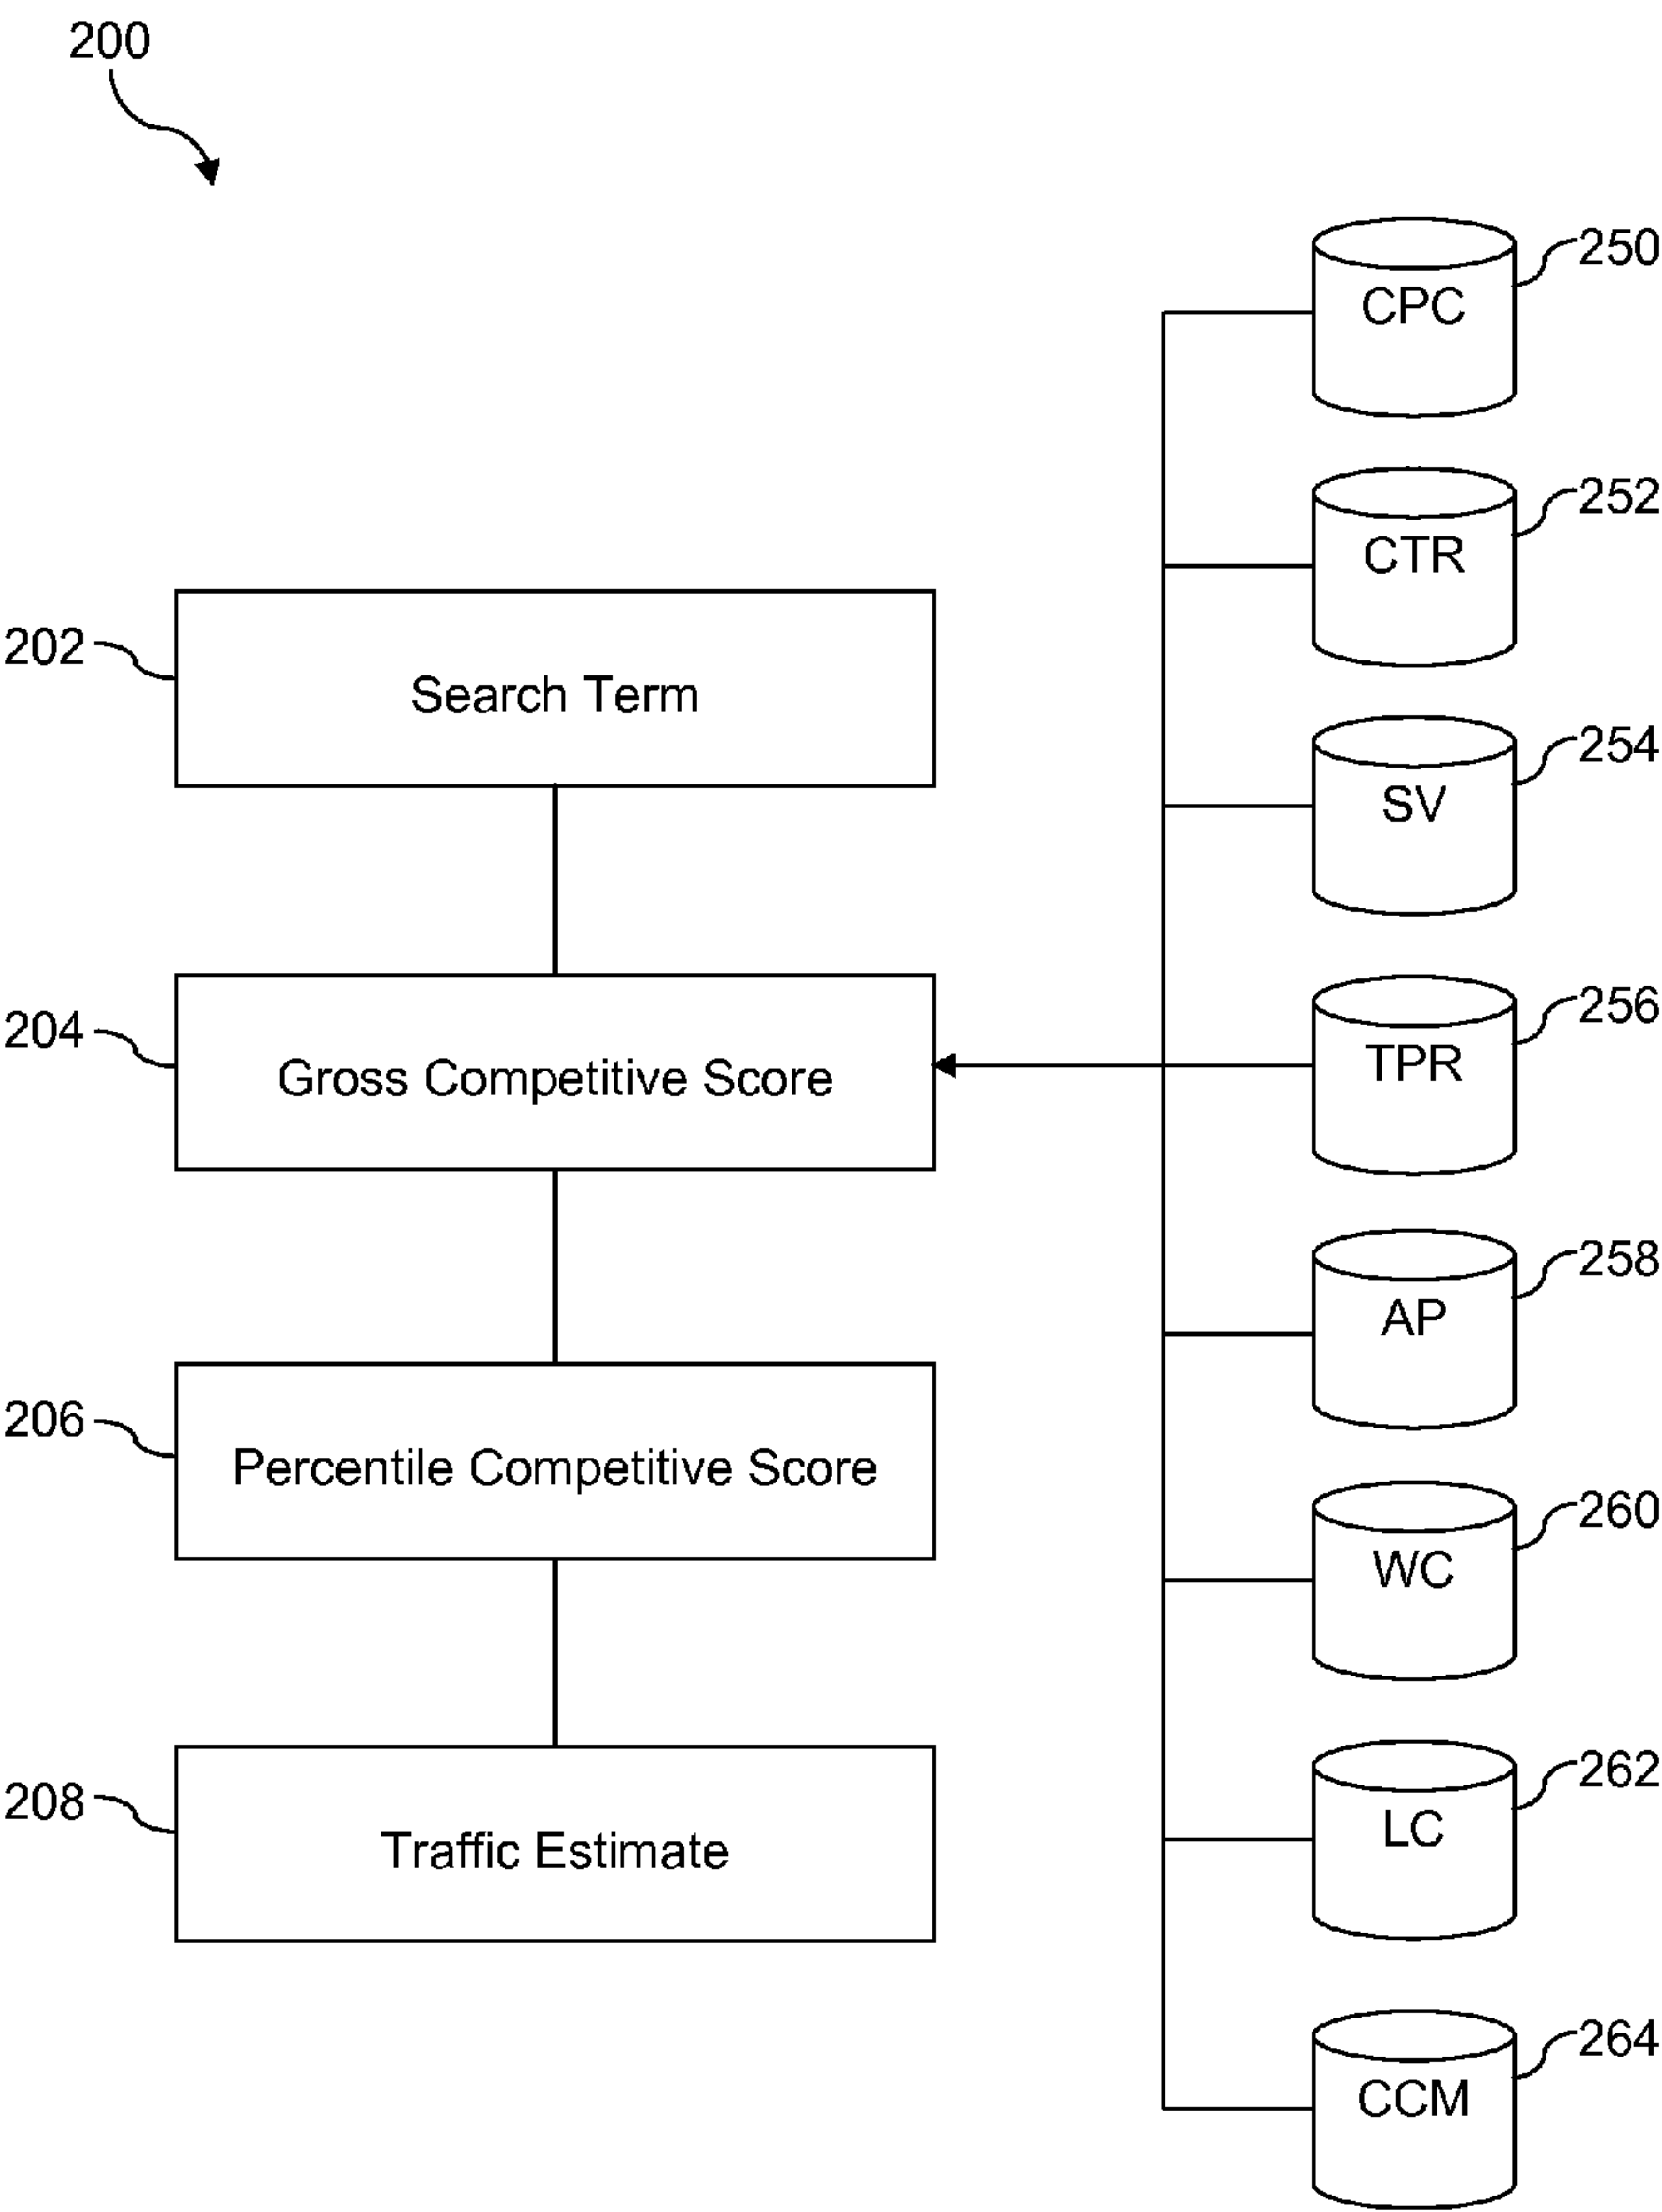 200
250
CPC
252
CTR
202
Search Term
254
SV
204
Gross Competitive Score
256
TPR
258
AP
206
Percentile Competitive Score
260
WC
208
Traffic Estimate
262
LC
264
CCM